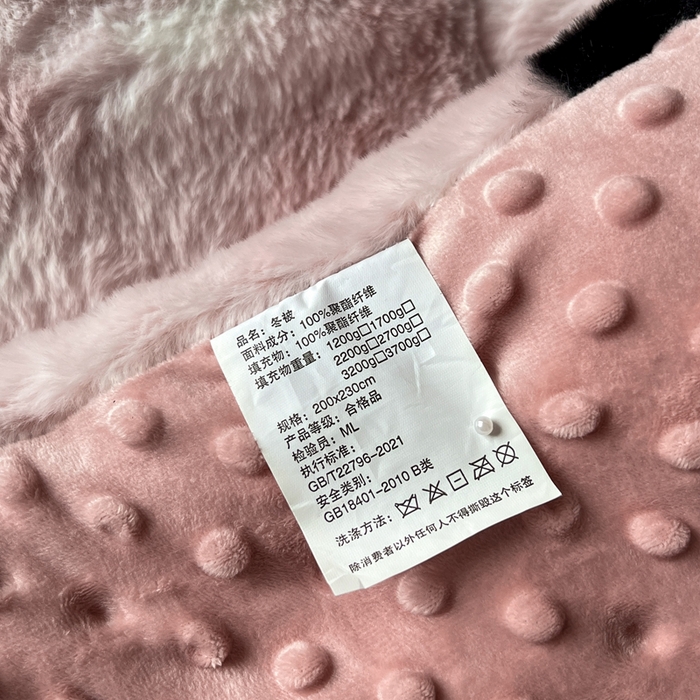 品名：冬被
面料成分：100%聚酯纤维
填充物：100%聚酯纤维
填充物重量：1200g□1700g□
2200g□2700g□
3200g□3700g□
规格：200x230cm
产品等级：合格品
检验员：ML
执行标准：
GB/T22796-2021
安全类别：
GB18401-2010 B类
洗涤方法：
除消费者以外任何人不得撕毁这个标签